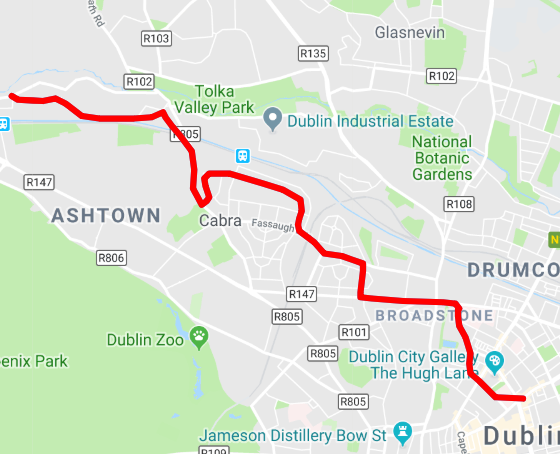 Glasnevin
R103
R135
R102
R102
Tolka
Valley Park
Dublin Industrial Estate
R805
National
Botanic
Gardens
R147
R108
ASHTOWN
Cabra
Fassaugh
R806
N
DRUMCO
R147
R805
BROADSTONE
R101
Dublin Zoo
R805
Dublin City Gallery
The Hugh Lane
enix Park
R805
Jameson Distillery Bow St
Cape
Dublin
R109